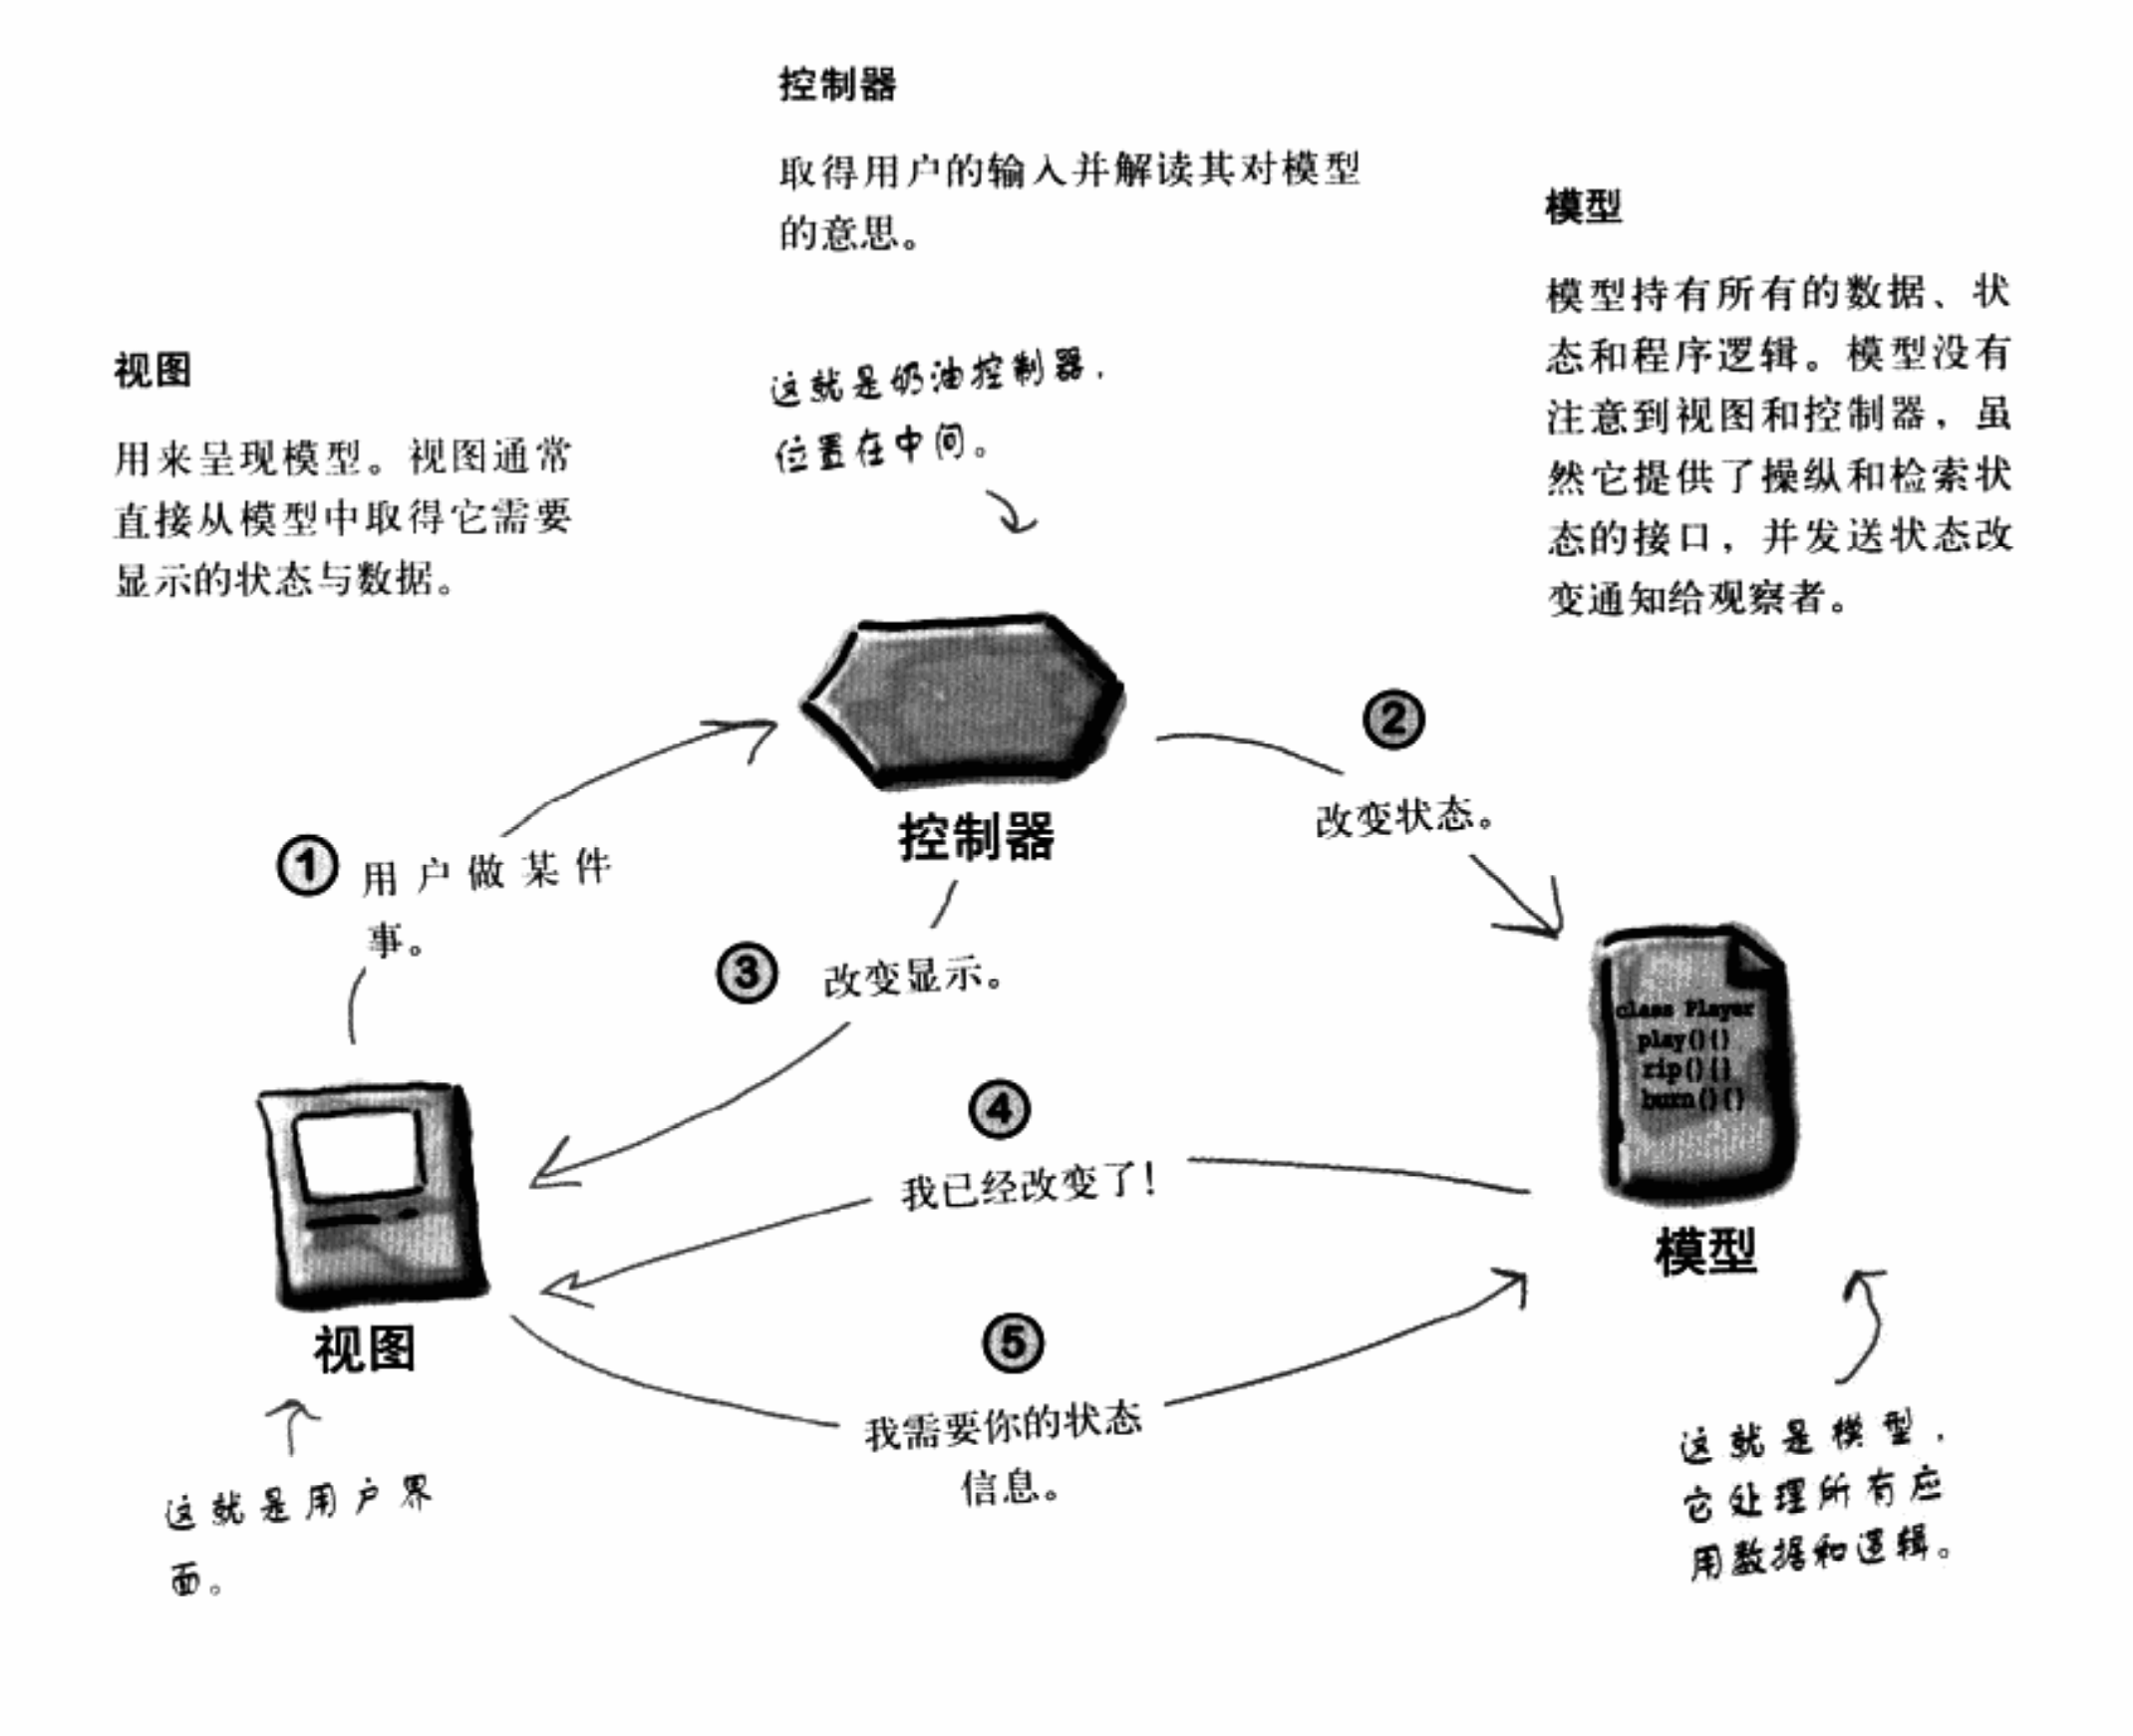 控制器
取得用户的输入并解读其对模型
的意思。
模型
模型持有所有的数据、状
态和程序逻辑。模型没有
注意到视图和控制器，虽
然它提供了操纵和检索状
态的接口，并发送状态改
变通知给观察者。
视图
用来呈现模型。视图通常
直接从模型中取得它需要
显示的状态与数据。
这就是奶油控制器，
位置在中间。
控制器
① 用户做某件
事。
②
改变状态。
③ 改变显示。
④
我已经改变了！
⑤
我需要你的状态
信息。
class Player
play(){}
rip(){}
burn(){}
模型
视图
这就是用户界
面。
这就是模型，
它处理所有应
用数据和逻辑。